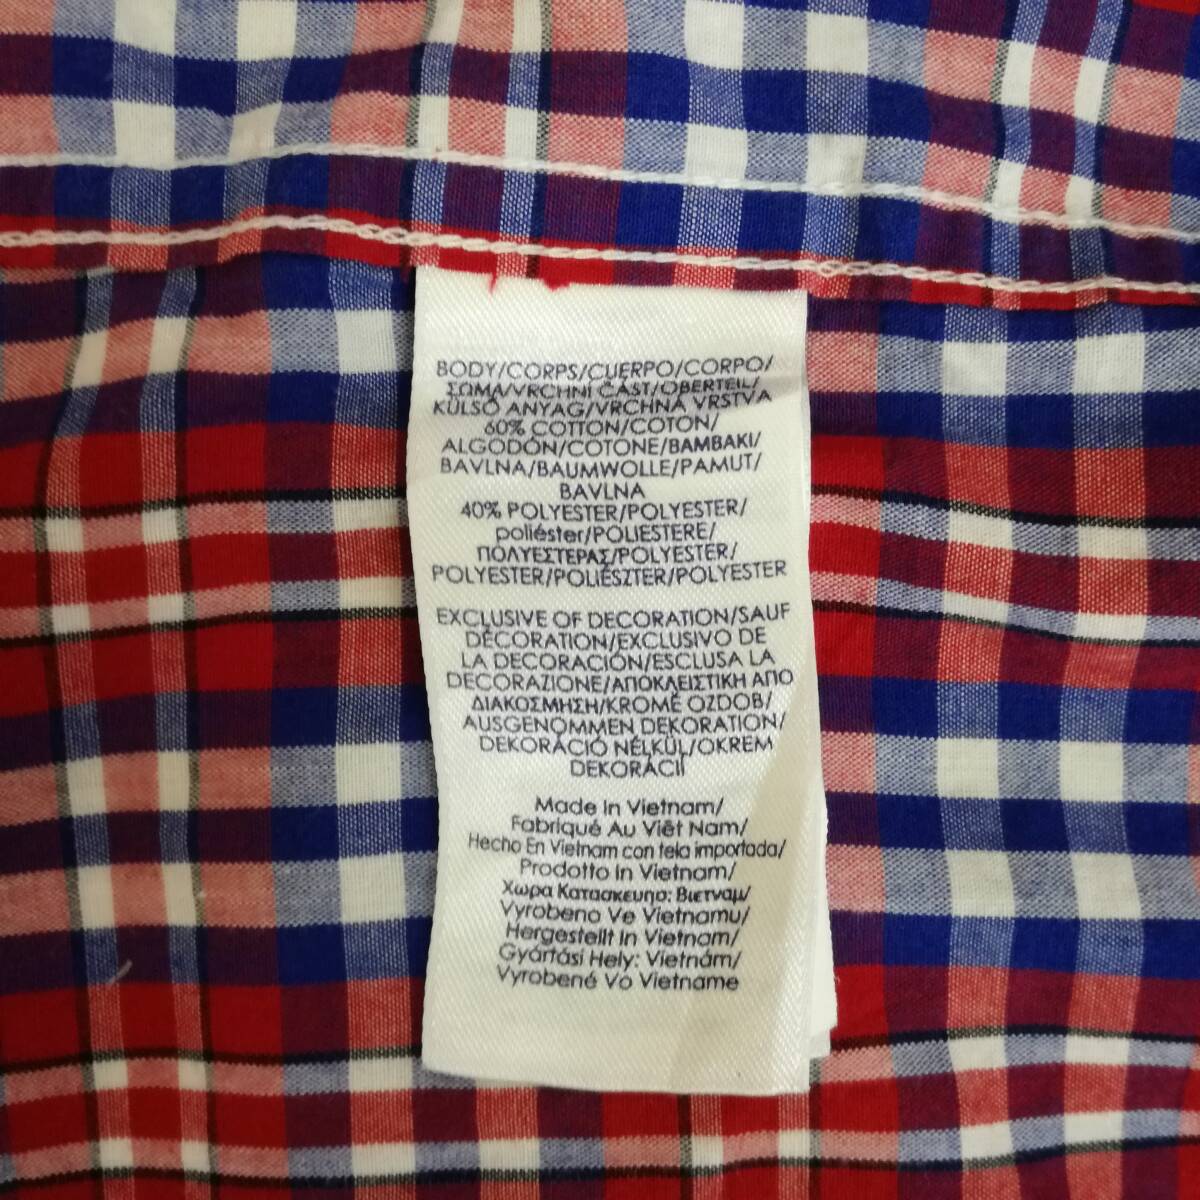 BODY/CORPS/CUERPO/CORPO/
ΣΩΜΑ/VRCHNÍ ČÁST/OBERTEIL/
KÜLSŐ ANYAG/VRCHNÁ VRSTVA
60% COTTON/COTON/
ALGODÓN/COTONE/BAMBAKI/
BAVLNA/BAUMWOLLE/PAMUT/
BAVLNA
40% POLYESTER/POLYESTER/
poliéster/POLIESTERE/
ΠΟΛΥΕΣΤΕΡΑΣ/POLYESTER/
POLYESTER/POLIÉSZTER/POLYESTER
EXCLUSIVE OF DECORATION/SAUF
DÉCORATION/EXCLUSIVO DE
LA DECORACIÓN/ESCLUSA LA
DECORAZIONE/ΑΠΟΚΛΕΙΣΤΙΚΗ ΑΠΟ
ΔΙΑΚΟΣΜΗΣΗ/KROMĚ OZDOB/
AUSGENOMMEN DEKORATION/
DEKORÁCIÓ NÉLKÜL/OKREM
DEKORÁCIÍ
Made In Vietnam/
Fabriqué Au Viêt Nam/
Hecho En Vietnam con tela importada/
Prodotto In Vietnam/
Χωρα Κατασκευησ: Βιετναμ/
Vyrobeno Ve Vietnamu/
Hergestellt In Vietnam/
Gyártási Hely: Vietnám/
Vyrobené Vo Vietname